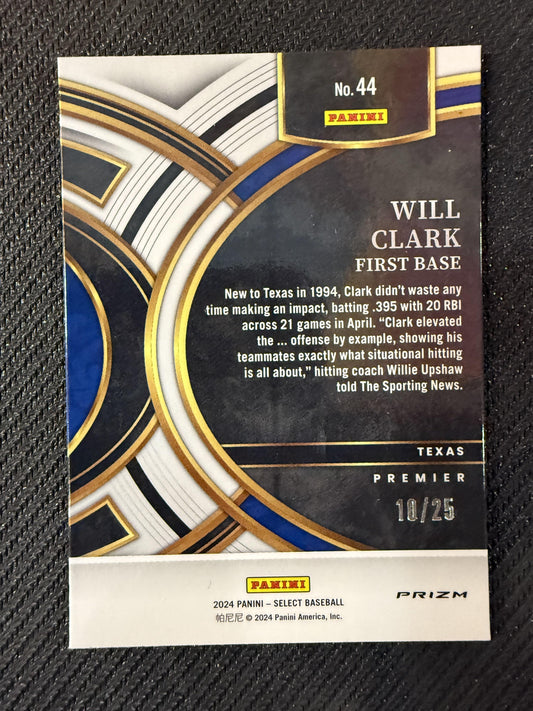 No. 44
PANINI
WILL
CLARK
FIRST BASE
New to Texas in 1994, Clark didn't waste any
time making an impact, batting .395 with 20 RBI
across 21 games in April. “Clark elevated
the ... offense by example, showing his
teammates exactly what situational hitting
is all about,” hitting coach Willie Upshaw
told The Sporting News.
TEXAS
PREMIER
18/25
PANINI
2024 PANINI – SELECT BASEBALL
帕尼尼 © 2024 Panini America, Inc.
PRIZM